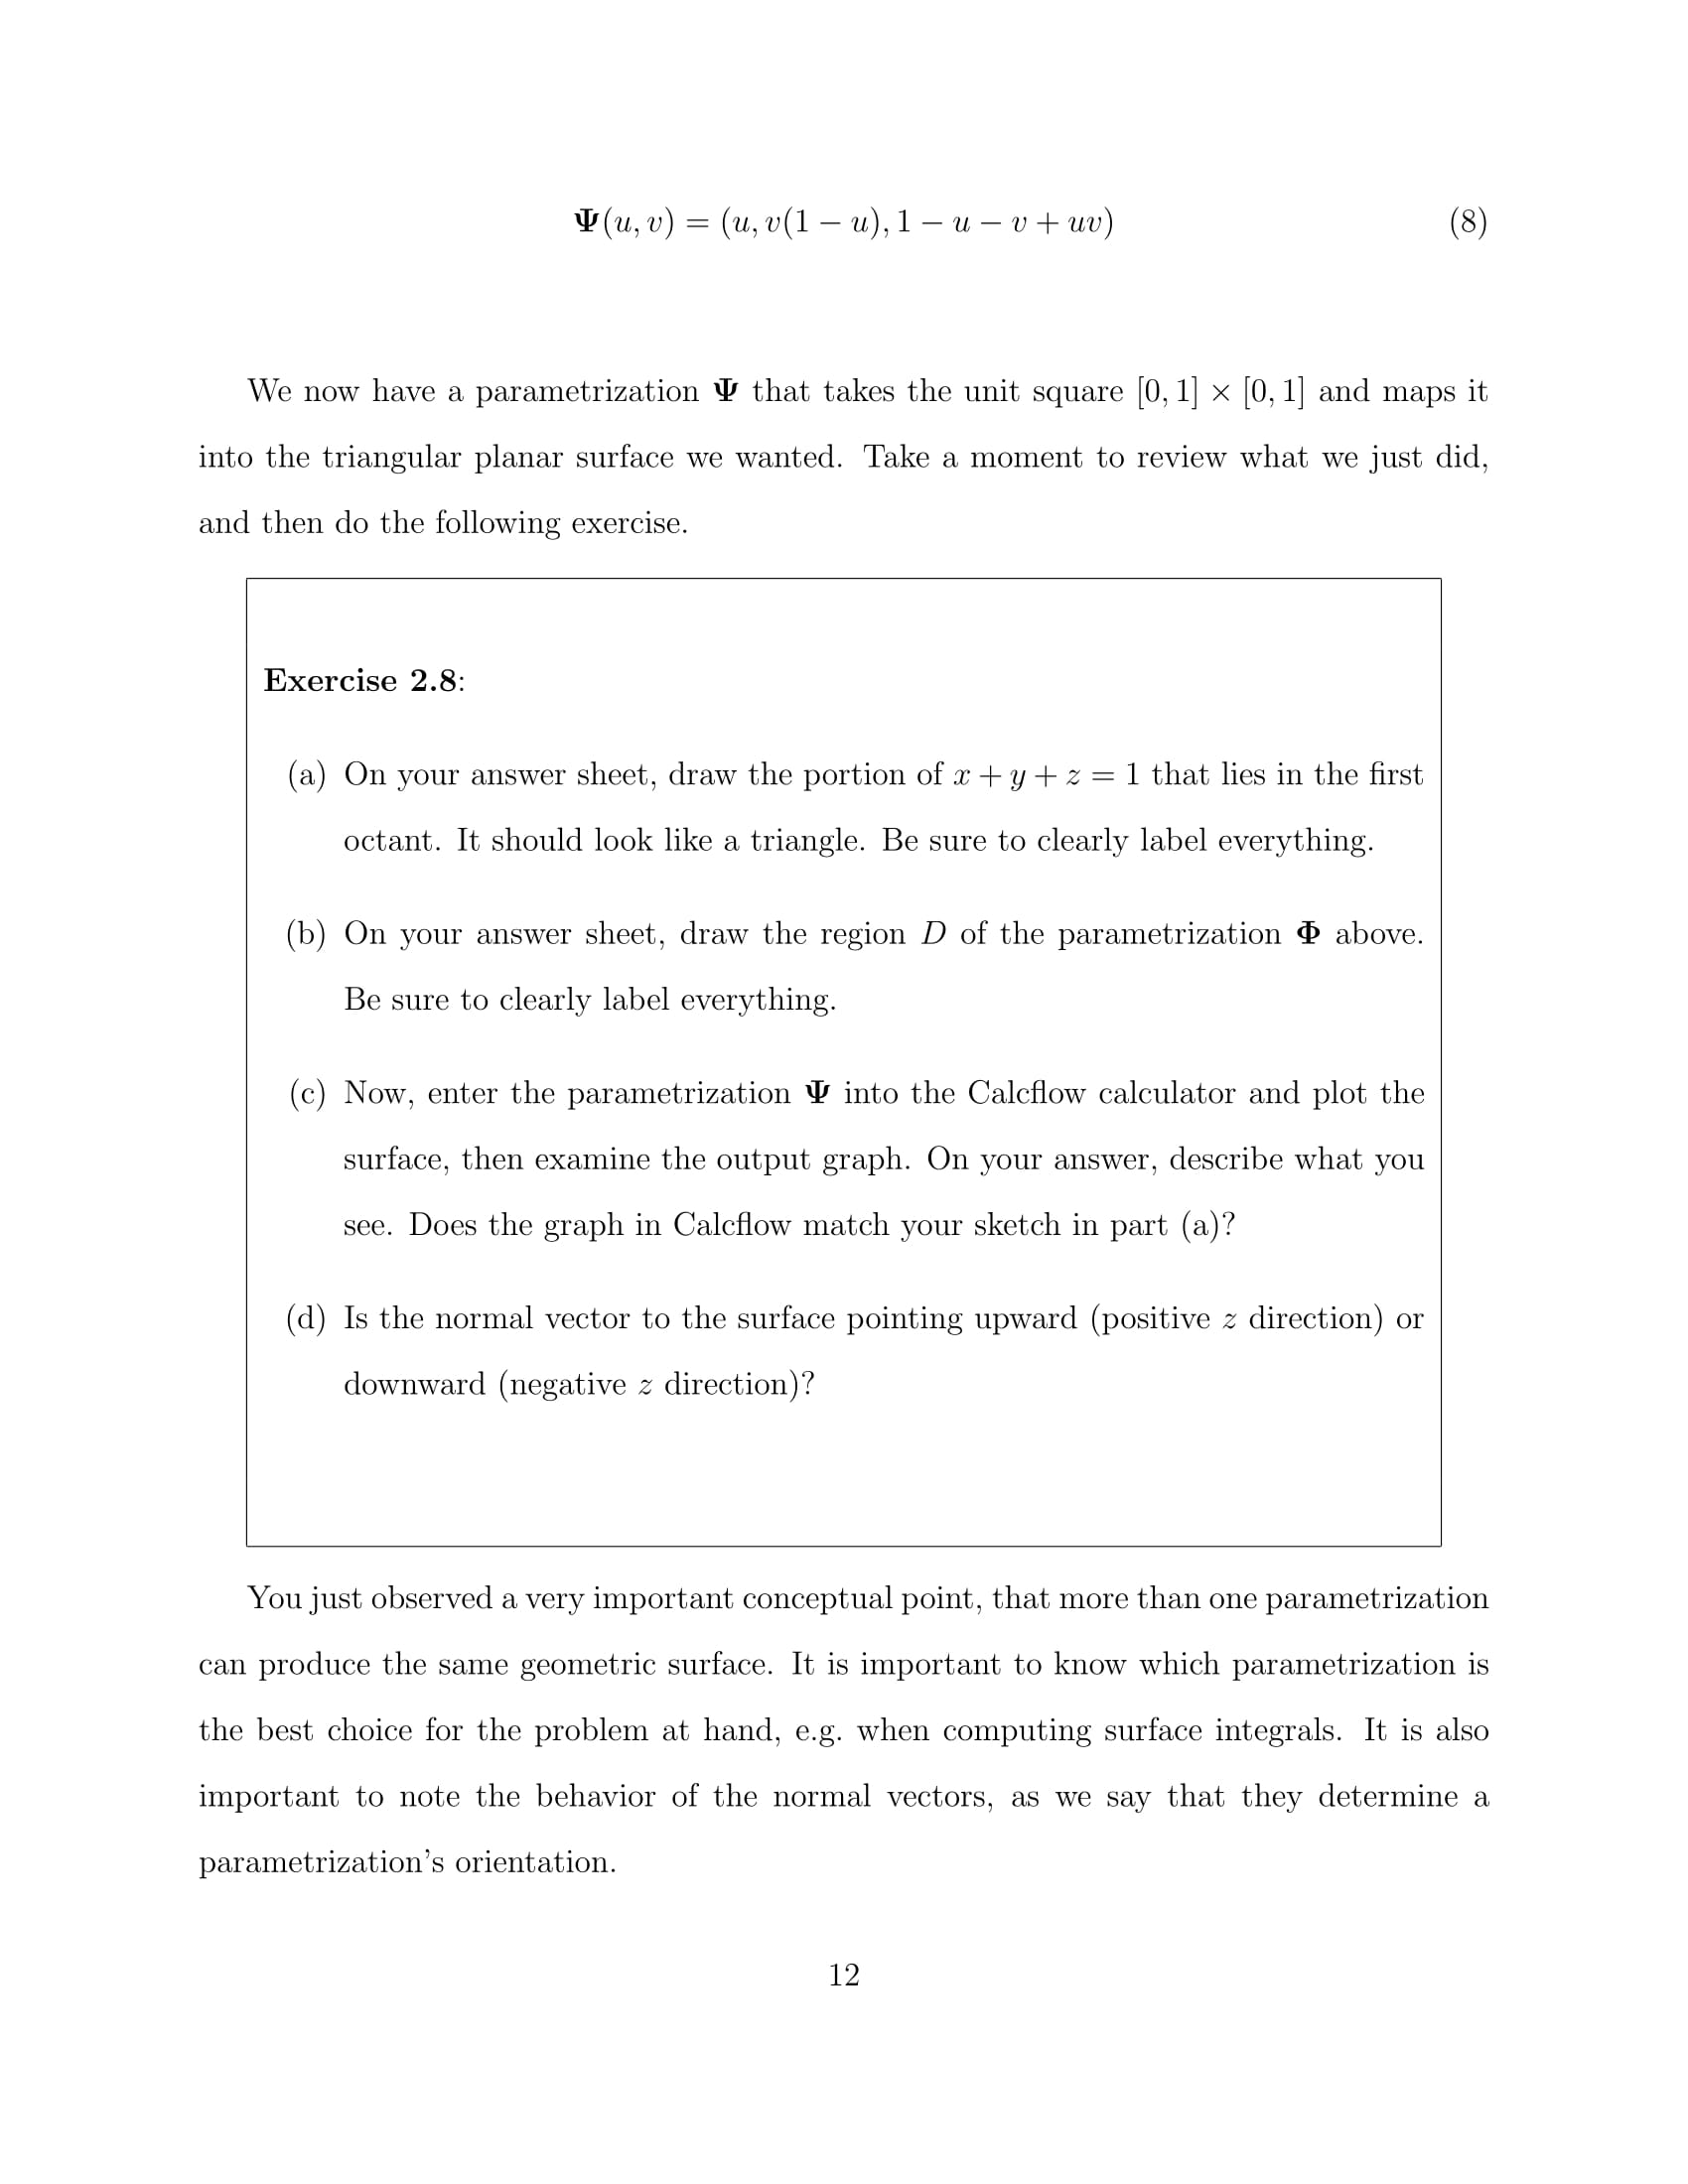 Ψ(u, v) = (u, v(1 − u), 1 − u − v + uv) (8)
We now have a parametrization Ψ that takes the unit square [0, 1] × [0, 1] and maps it
into the triangular planar surface we wanted. Take a moment to review what we just did,
and then do the following exercise.
Exercise 2.8:
(a) On your answer sheet, draw the portion of x + y + z = 1 that lies in the first
octant. It should look like a triangle. Be sure to clearly label everything.
(b) On your answer sheet, draw the region D of the parametrization Φ above.
Be sure to clearly label everything.
(c) Now, enter the parametrization Ψ into the Calcflow calculator and plot the
surface, then examine the output graph. On your answer, describe what you
see. Does the graph in Calcflow match your sketch in part (a)?
(d) Is the normal vector to the surface pointing upward (positive z direction) or
downward (negative z direction)?
You just observed a very important conceptual point, that more than one parametrization
can produce the same geometric surface. It is important to know which parametrization is
the best choice for the problem at hand, e.g. when computing surface integrals. It is also
important to note the behavior of the normal vectors, as we say that they determine a
parametrization's orientation.
12